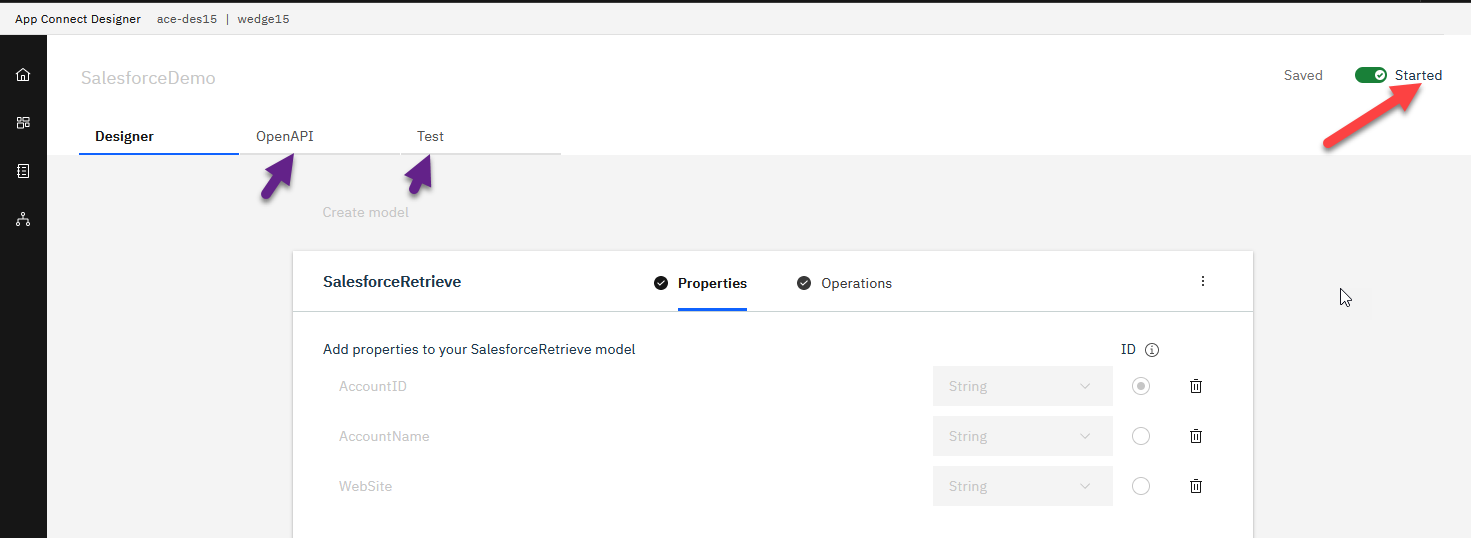 App Connect Designer ace-des15 | wedge15
SalesforceDemo
Saved Started
Designer OpenAPI Test
Create model
SalesforceRetrieve Properties Operations
Add properties to your SalesforceRetrieve model ID
AccountID String
AccountName String
WebSite String